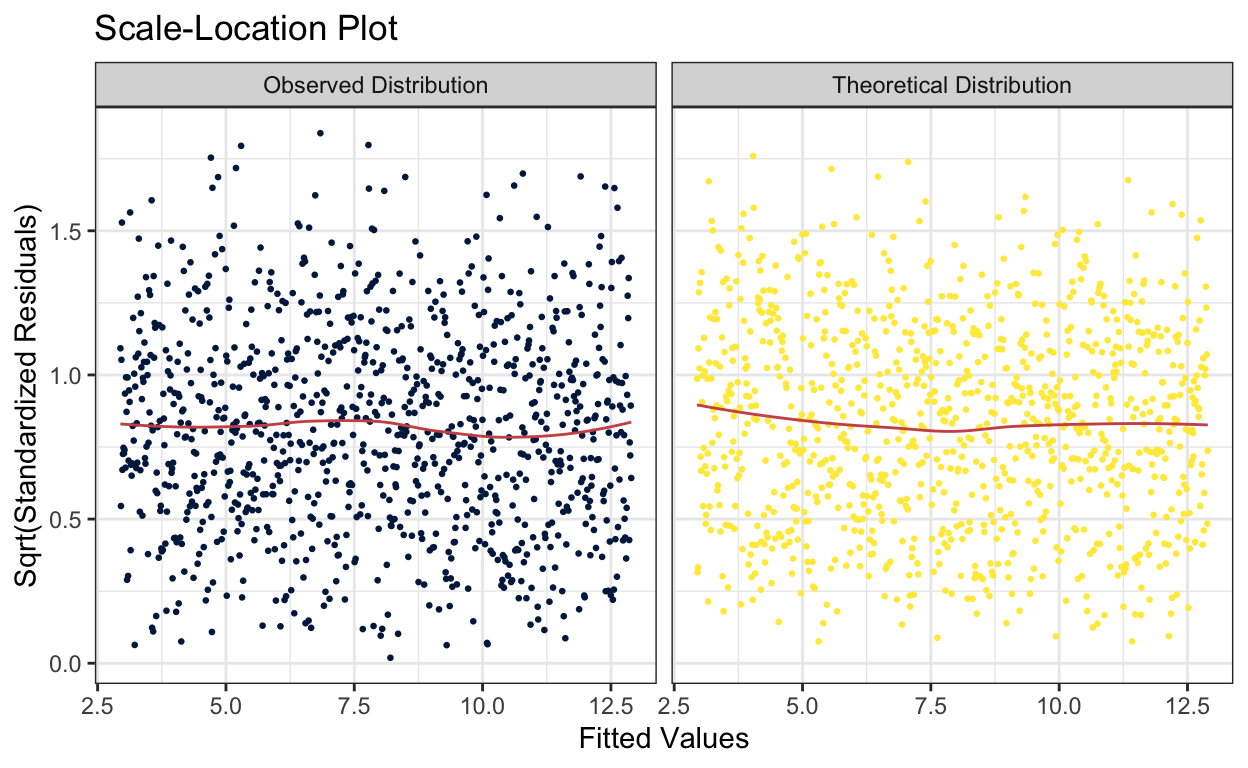 Scale-Location Plot
Observed Distribution
Theoretical Distribution
Sqrt(Standardized Residuals)
1.5
1.0
0.5
0.0
2.5 5.0 7.5 10.0 12.5
2.5 5.0 7.5 10.0 12.5
Fitted Values